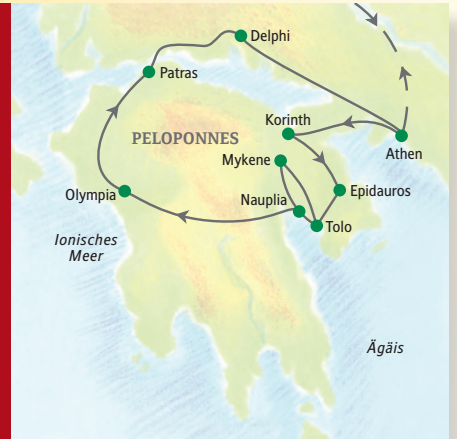 Delphi
Patras
Korinth
PELOPONNES
Mykene
Athen
Olympia
Nauplia
Epidauros
Tolo
Ionisches
Meer
Ägäis